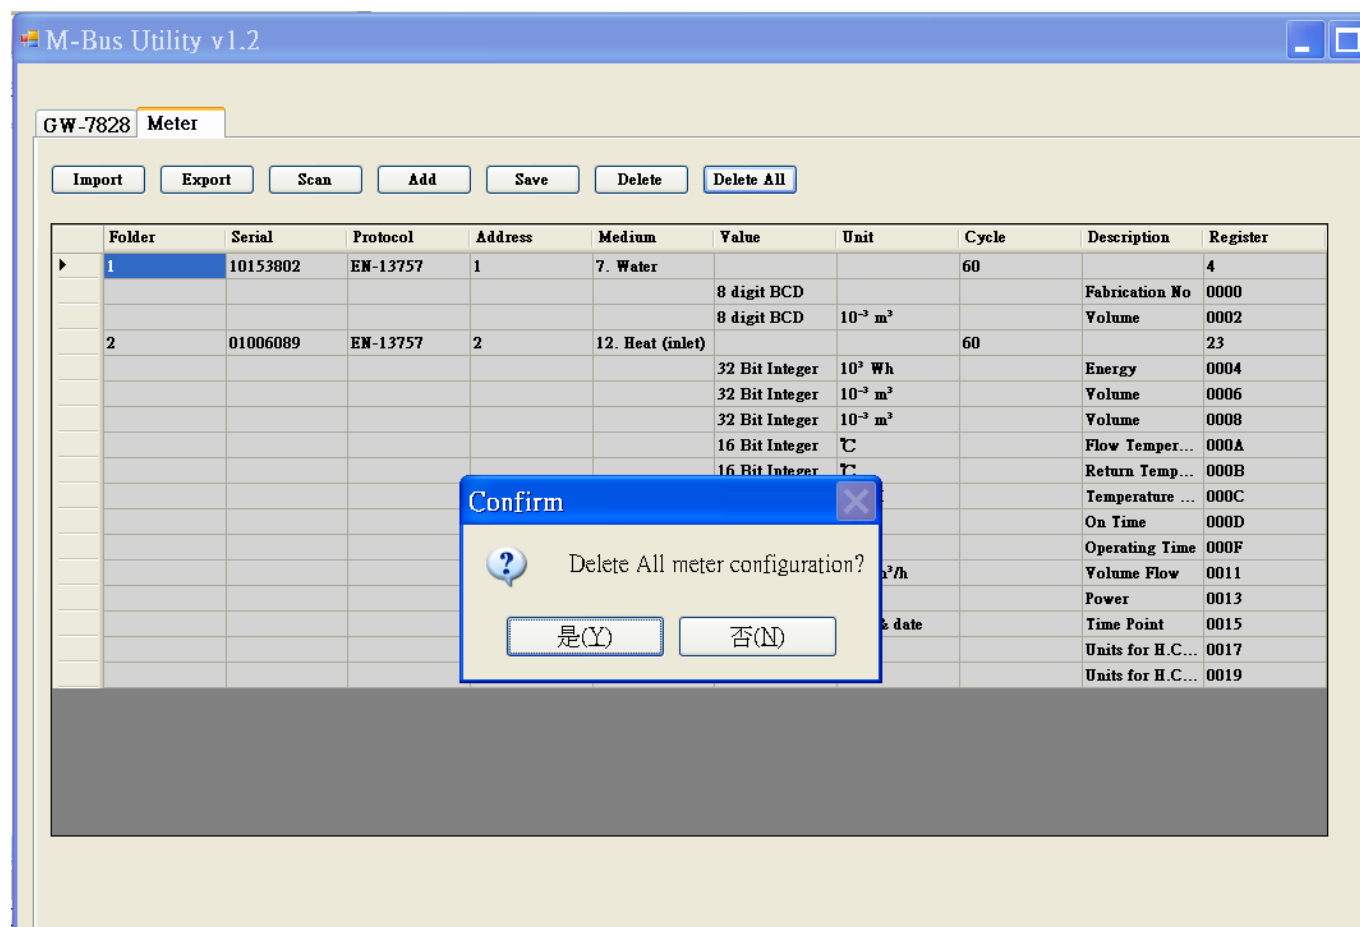 M-Bus Utility v1.2
GW-7828 Meter
Import Export Scan Add Save Delete Delete All
Folder Serial Protocol Address Medium Value Unit Cycle Description Register
1 10153802 EN-13757 1 7. Water 60 4
8 digit BCD Fabrication No 0000
8 digit BCD 10⁻³ m³ Volume 0002
2 01006089 EN-13757 2 12. Heat (inlet) 60 23
32 Bit Integer 10³ Wh Energy 0004
32 Bit Integer 10⁻³ m³ Volume 0006
32 Bit Integer 10⁻³ m³ Volume 0008
16 Bit Integer ℃ Flow Temper... 000A
16 Bit Integer ℃ Return Temp... 000B
Temperature ... 000C
On Time 000D
Operating Time 000F
³/h Volume Flow 0011
Power 0013
& date Time Point 0015
Units for H.C... 0017
Units for H.C... 0019
Confirm
Delete All meter configuration?
是(Y) 否(N)